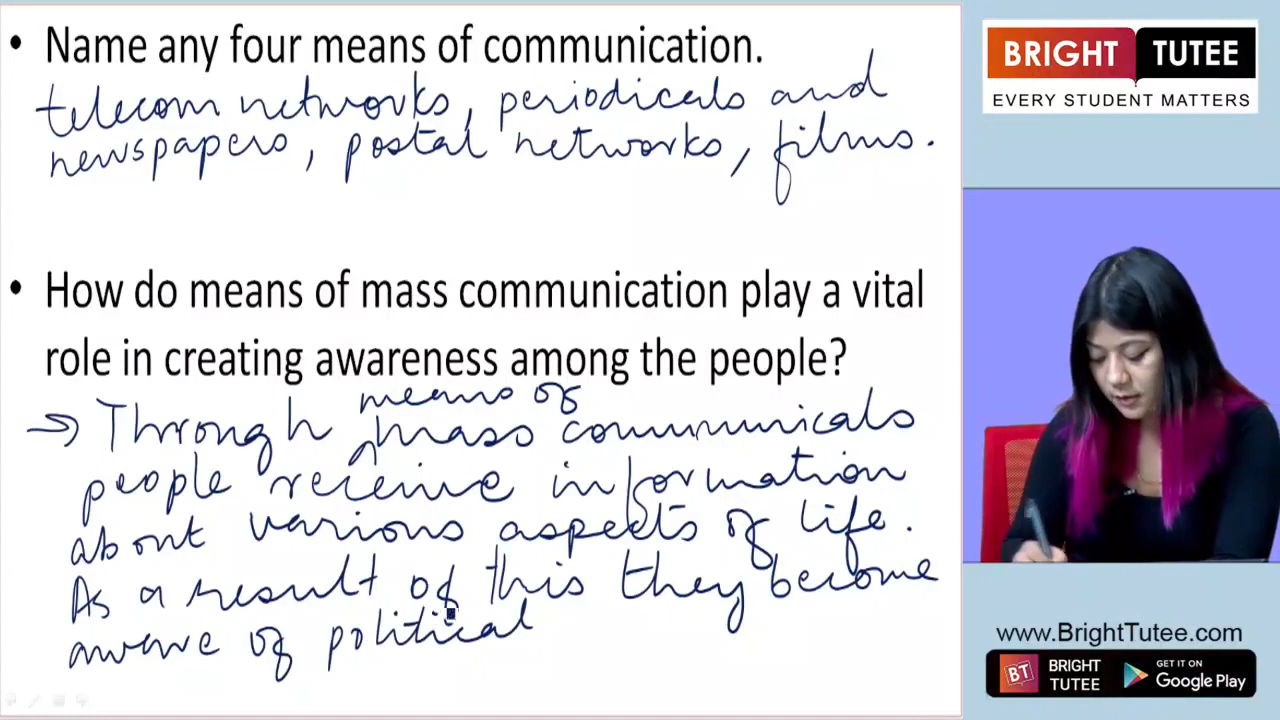 • Name any four means of communication.
telecom networks, periodicals and
newspapers, postal networks, films.
• How do means of mass communication play a vital
role in creating awareness among the people?
→ Through means of mass communicals
people receive information
about various aspects of life.
As a result of this they become
aware of political
BRIGHT TUTEE
EVERY STUDENT MATTERS
www.BrightTutee.com
BT BRIGHT TUTEE
GET IT ON
Google Play